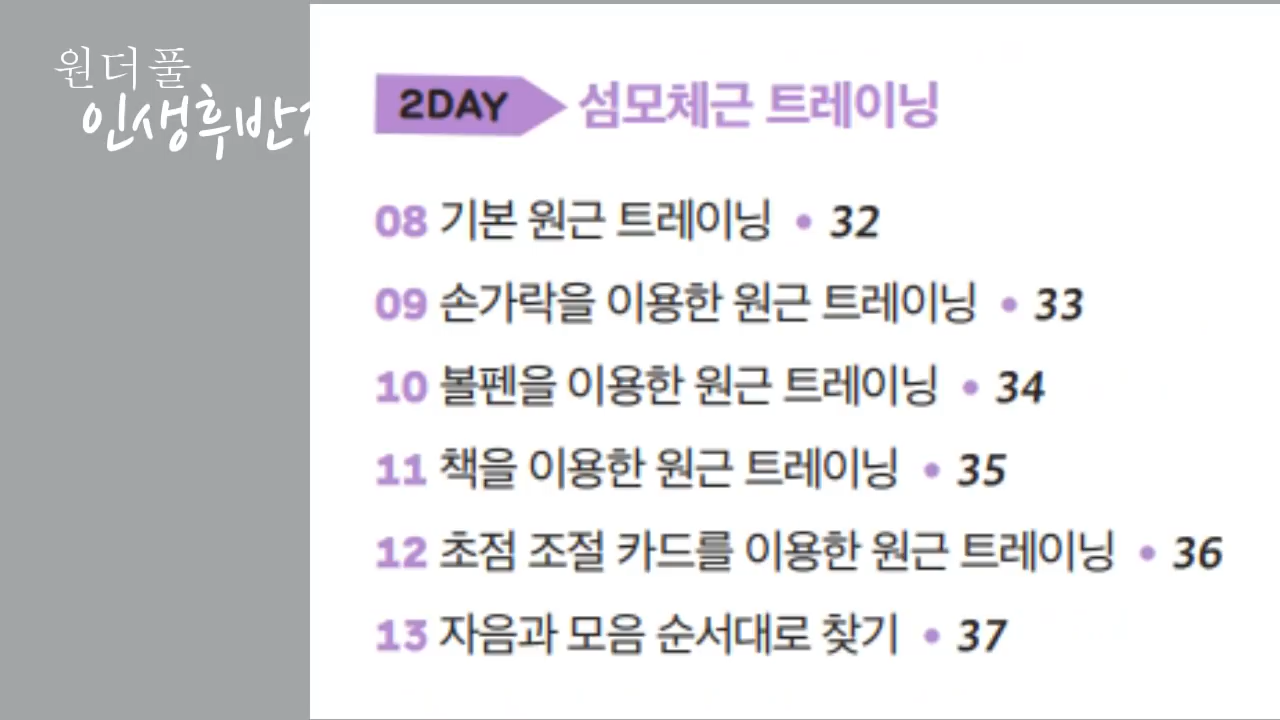 원더풀
인생후반
2DAY 섬모체근 트레이닝
08 기본 원근 트레이닝 • 32
09 손가락을 이용한 원근 트레이닝 • 33
10 볼펜을 이용한 원근 트레이닝 • 34
11 책을 이용한 원근 트레이닝 • 35
12 초점 조절 카드를 이용한 원근 트레이닝 • 36
13 자음과 모음 순서대로 찾기 • 37